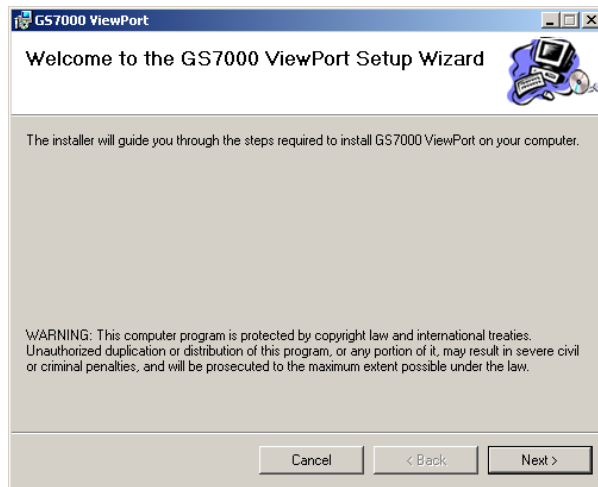 GS7000 ViewPort
Welcome to the GS7000 ViewPort Setup Wizard
The installer will guide you through the steps required to install GS7000 ViewPort on your computer.
WARNING: This computer program is protected by copyright law and international treaties.
Unauthorized duplication or distribution of this program, or any portion of it, may result in severe civil
or criminal penalties, and will be prosecuted to the maximum extent possible under the law.
Cancel
< Back
Next >